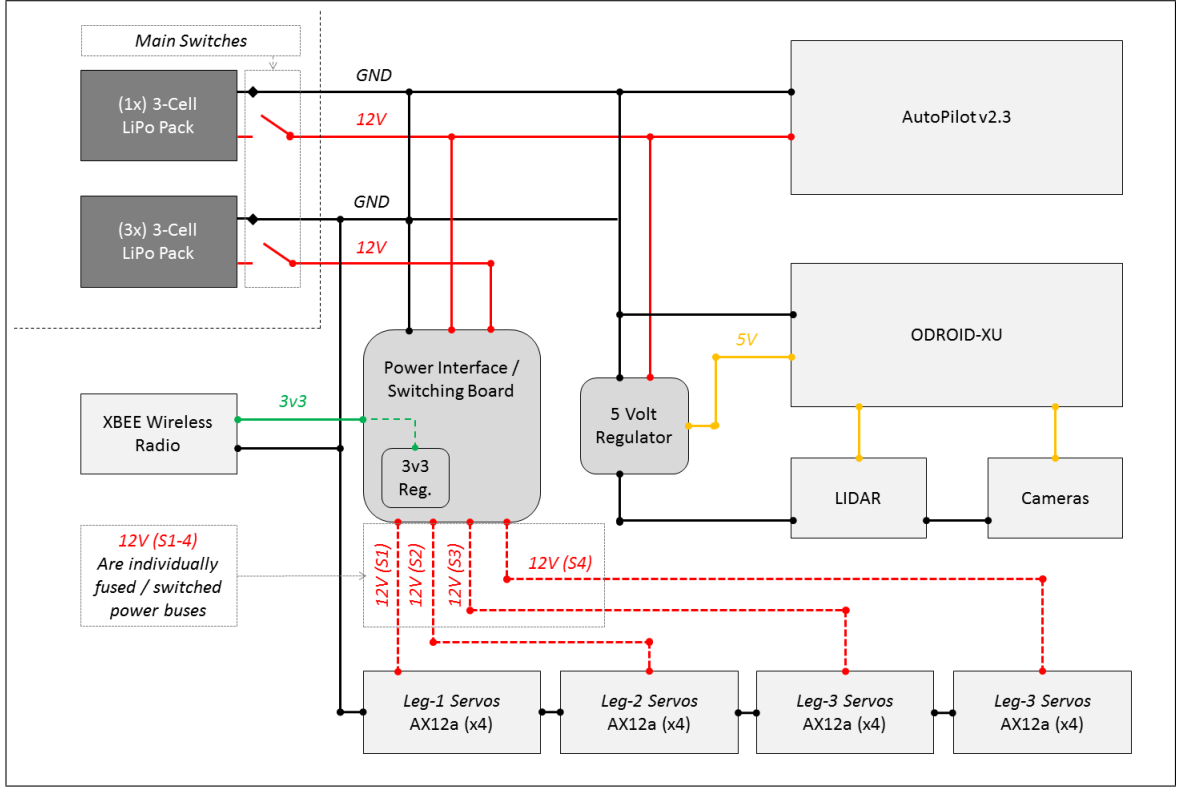 Main Switches
(1x) 3-Cell
LiPo Pack
GND
12V
AutoPilot v2.3
(3x) 3-Cell
LiPo Pack
GND
12V
ODROID-XU
5V
Power Interface /
Switching Board
5 Volt
Regulator
3v3
XBEE Wireless
Radio
3v3
Reg.
LIDAR
Cameras
12V (S1-4)
Are individually
fused / switched
power buses
12V (S1)
12V (S2)
12V (S3)
12V (S4)
Leg-1 Servos
AX12a (x4)
Leg-2 Servos
AX12a (x4)
Leg-3 Servos
AX12a (x4)
Leg-3 Servos
AX12a (x4)